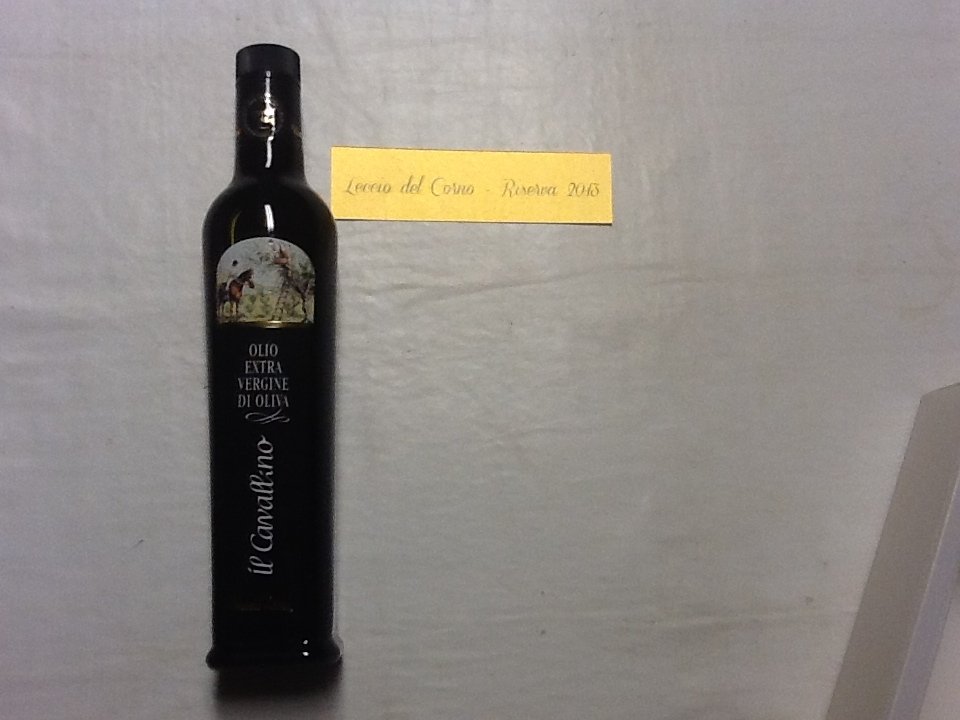 Leccio del Corno - Riserva 2013
OLIO
EXTRA
VERGINE
DI OLIVA
il Cavallino